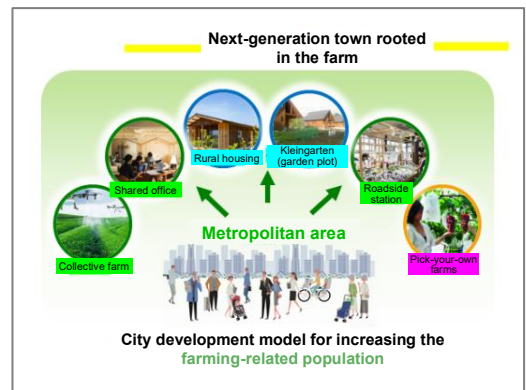 Next-generation town rooted
in the farm
Rural housing
Kleingarten
(garden plot)
Shared office
Roadside
station
Metropolitan area
Collective farm
Pick-your-own
farms
City development model for increasing the
farming-related population